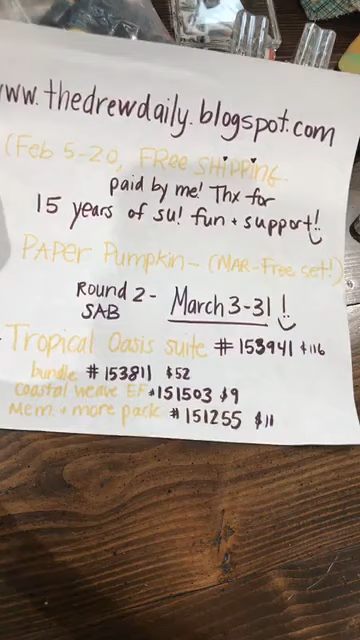 www.thedrewdaily.blogspot.com
(Feb 5-20, FREE SHiPPiNG.
paid by me! Thx for
15 years of su! fun + support!
PAPER Pumpkin- (MAR-Free set!)
Round 2- March 3-31!
SAB
Tropical Oasis suite #153941 $116
bundle #153811 $52
coastal weave EF #151503 $9
Mem. + more pack #151255 $11